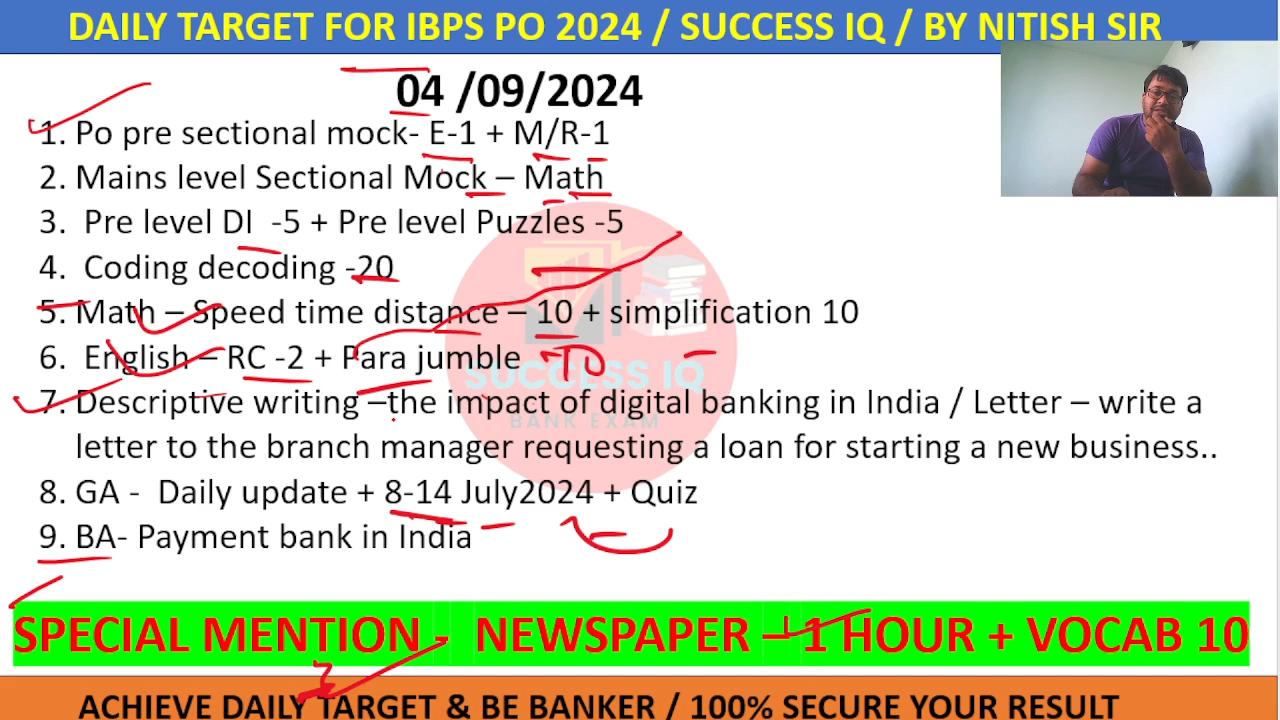 DAILY TARGET FOR IBPS PO 2024 / SUCCESS IQ / BY NITISH SIR
04 /09/2024
1. Po pre sectional mock- E-1 + M/R-1
2. Mains level Sectional Mock – Math
3. Pre level DI -5 + Pre level Puzzles -5
4. Coding decoding -20
5. Math – Speed time distance – 10 + simplification 10
6. English – RC -2 + Para jumble -10
7. Descriptive writing –the impact of digital banking in India / Letter – write a
letter to the branch manager requesting a loan for starting a new business..
8. GA - Daily update + 8-14 July2024 + Quiz
9. BA- Payment bank in India
SUCCESS IQ
BANK EXAM
SPECIAL MENTION - NEWSPAPER – 1 HOUR + VOCAB 10
ACHIEVE DAILY TARGET & BE BANKER / 100% SECURE YOUR RESULT